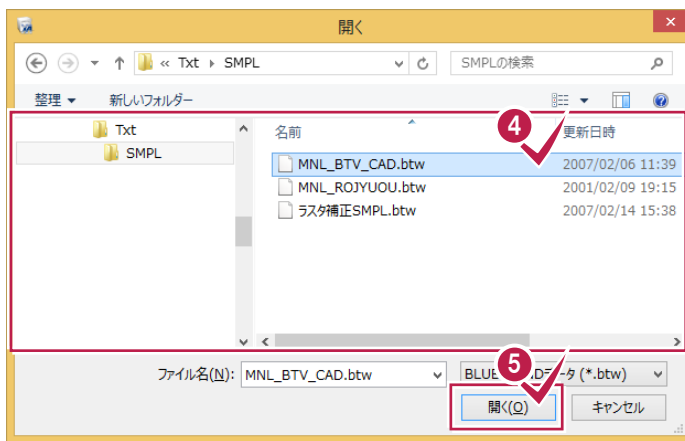 開く
« Txt ▸ SMPL
SMPLの検索
整理 ▼ 新しいフォルダー
Txt
SMPL
名前 更新日時
4
MNL_BTV_CAD.btw 2007/02/06 11:39
MNL_ROJYUOU.btw 2001/02/09 19:15
ラスタ補正SMPL.btw 2007/02/14 15:38
5
ファイル名(N): MNL_BTV_CAD.btw (*.btw)
開く(O) キャンセル